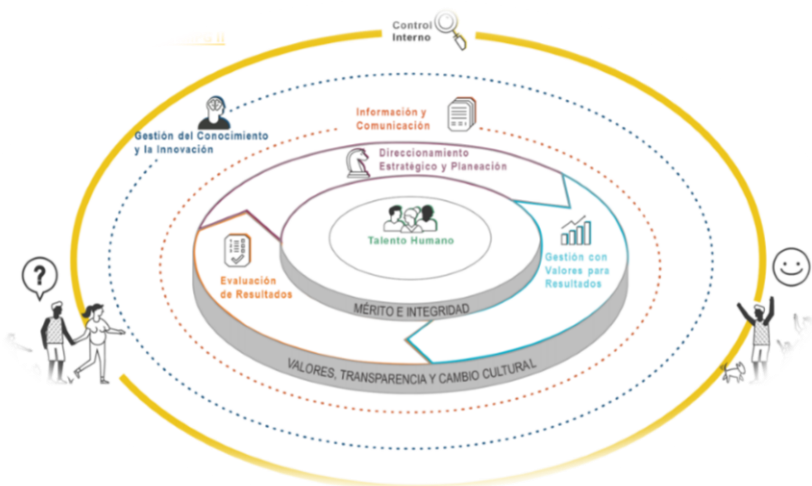 Control
Interno
Gestión del Conocimiento
y la Innovación
Información y
Comunicación
Direccionamiento
Estratégico y Planeación
Talento Humano
Gestión con
Valores para
Resultados
Evaluación
de Resultados
MÉRITO E INTEGRIDAD
VALORES, TRANSPARENCIA Y CAMBIO CULTURAL
?